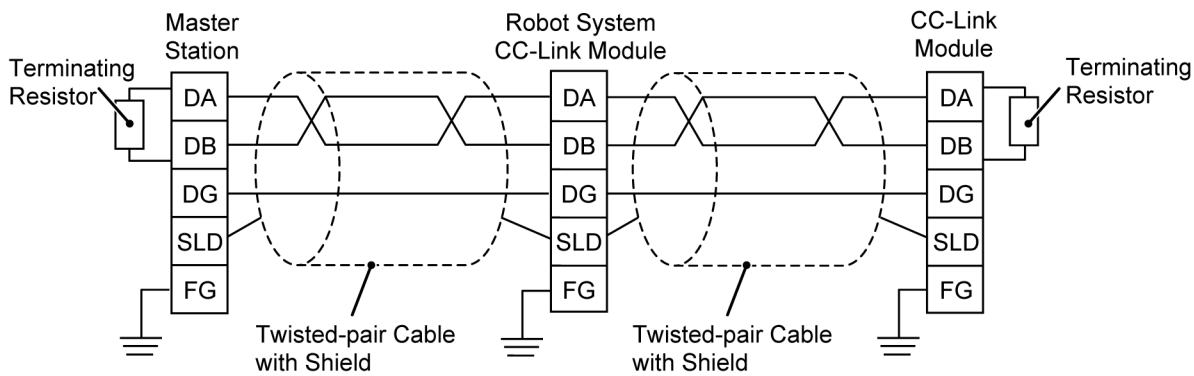 Master
Station
Robot System
CC-Link Module
CC-Link
Module
Terminating
Resistor
Terminating
Resistor
DA
DB
DG
SLD
FG
DA
DB
DG
SLD
FG
DA
DB
DG
SLD
FG
Twisted-pair Cable
with Shield
Twisted-pair Cable
with Shield